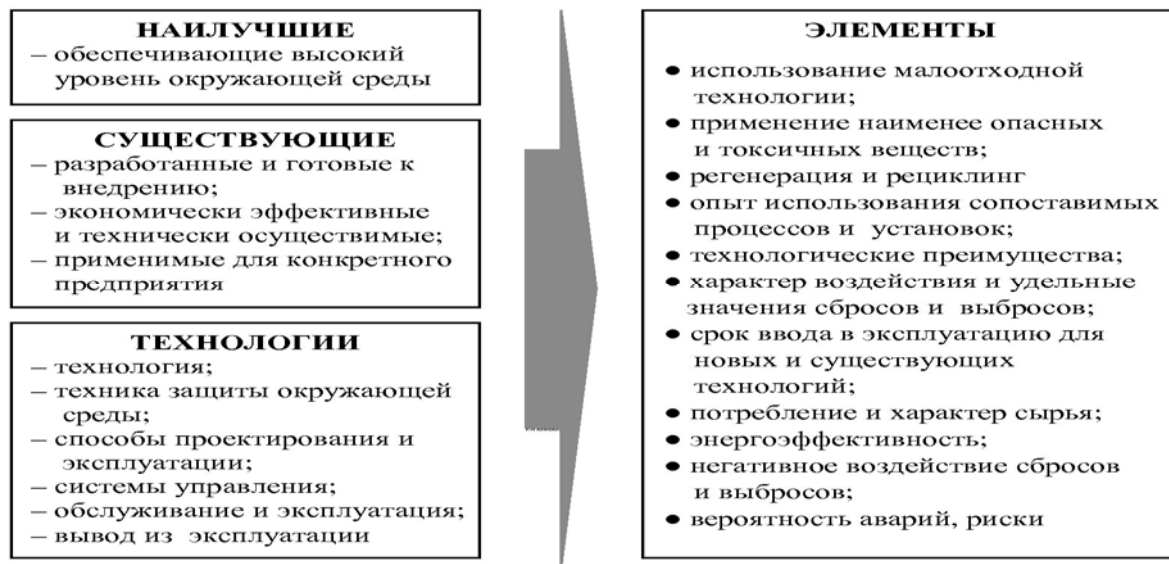 НАИЛУЧШИЕ
– обеспечивающие высокий
уровень окружающей среды
СУЩЕСТВУЮЩИЕ
– разработанные и готовые к
внедрению;
– экономически эффективные
и технически осуществимые;
– применимые для конкретного
предприятия
ТЕХНОЛОГИИ
– технология;
– техника защиты окружающей
среды;
– способы проектирования и
эксплуатации;
– системы управления;
– обслуживание и эксплуатация;
– вывод из эксплуатации
ЭЛЕМЕНТЫ
● использование малоотходной
технологии;
● применение наименее опасных
и токсичных веществ;
● регенерация и рециклинг
● опыт использования сопоставимых
процессов и установок;
● технологические преимущества;
● характер воздействия и удельные
значения сбросов и выбросов;
● срок ввода в эксплуатацию для
новых и существующих
технологий;
● потребление и характер сырья;
● энергоэффективность;
● негативное воздействие сбросов
и выбросов;
● вероятность аварий, риски